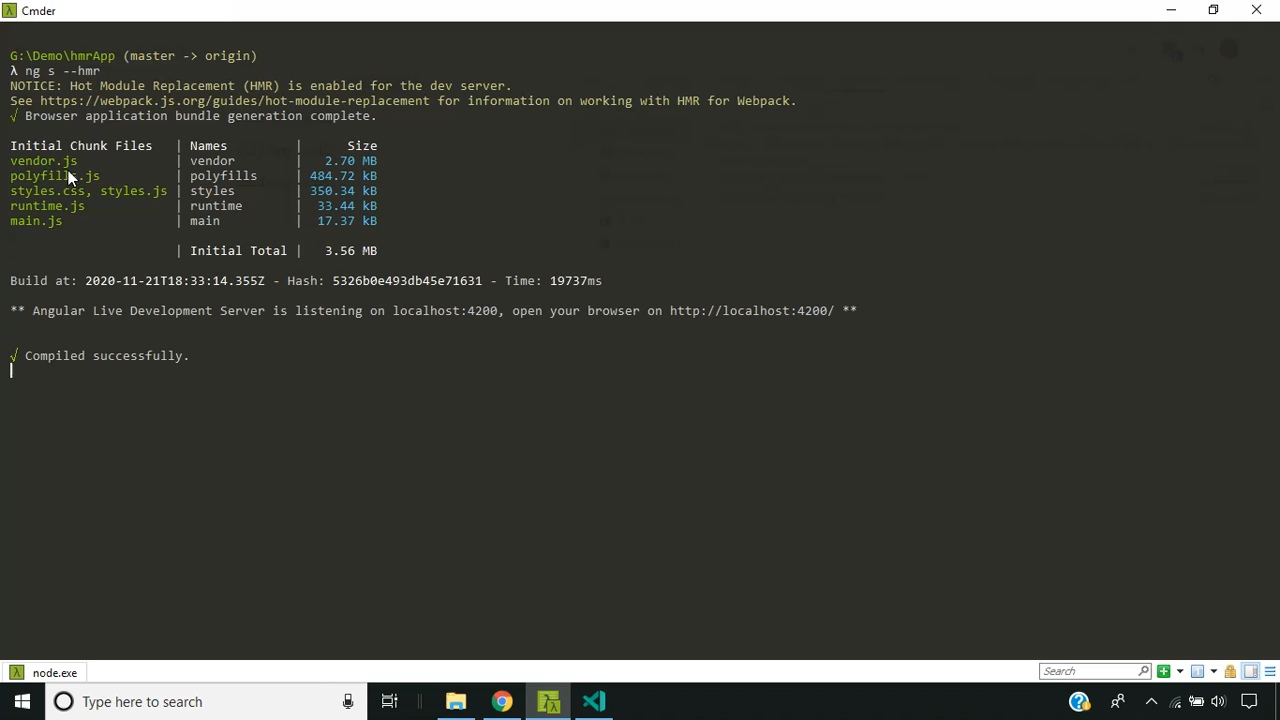 Cmder
G:\Demo\hmrApp (master -> origin)
λ ng s --hmr
NOTICE: Hot Module Replacement (HMR) is enabled for the dev server.
See https://webpack.js.org/guides/hot-module-replacement for information on working with HMR for Webpack.
√ Browser application bundle generation complete.
Initial Chunk Files | Names | Size
vendor.js | vendor | 2.70 MB
polyfills.js | polyfills | 484.72 kB
styles.css, styles.js | styles | 350.34 kB
runtime.js | runtime | 33.44 kB
main.js | main | 17.37 kB
| Initial Total | 3.56 MB
Build at: 2020-11-21T18:33:14.355Z - Hash: 5326b0e493db45e71631 - Time: 19737ms
** Angular Live Development Server is listening on localhost:4200, open your browser on http://localhost:4200/ **
√ Compiled successfully.
node.exe
Search
Type here to search